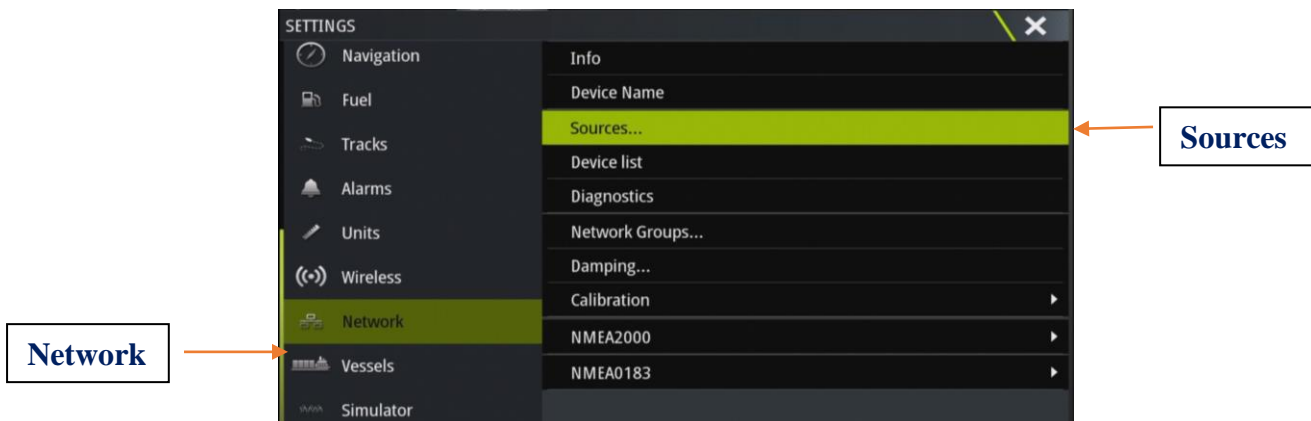 SETTINGS
Navigation
Fuel
Tracks
Alarms
Units
Wireless
Network
Vessels
Simulator
Info
Device Name
Sources...
Device list
Diagnostics
Network Groups...
Damping...
Calibration
NMEA2000
NMEA0183
Sources
Network